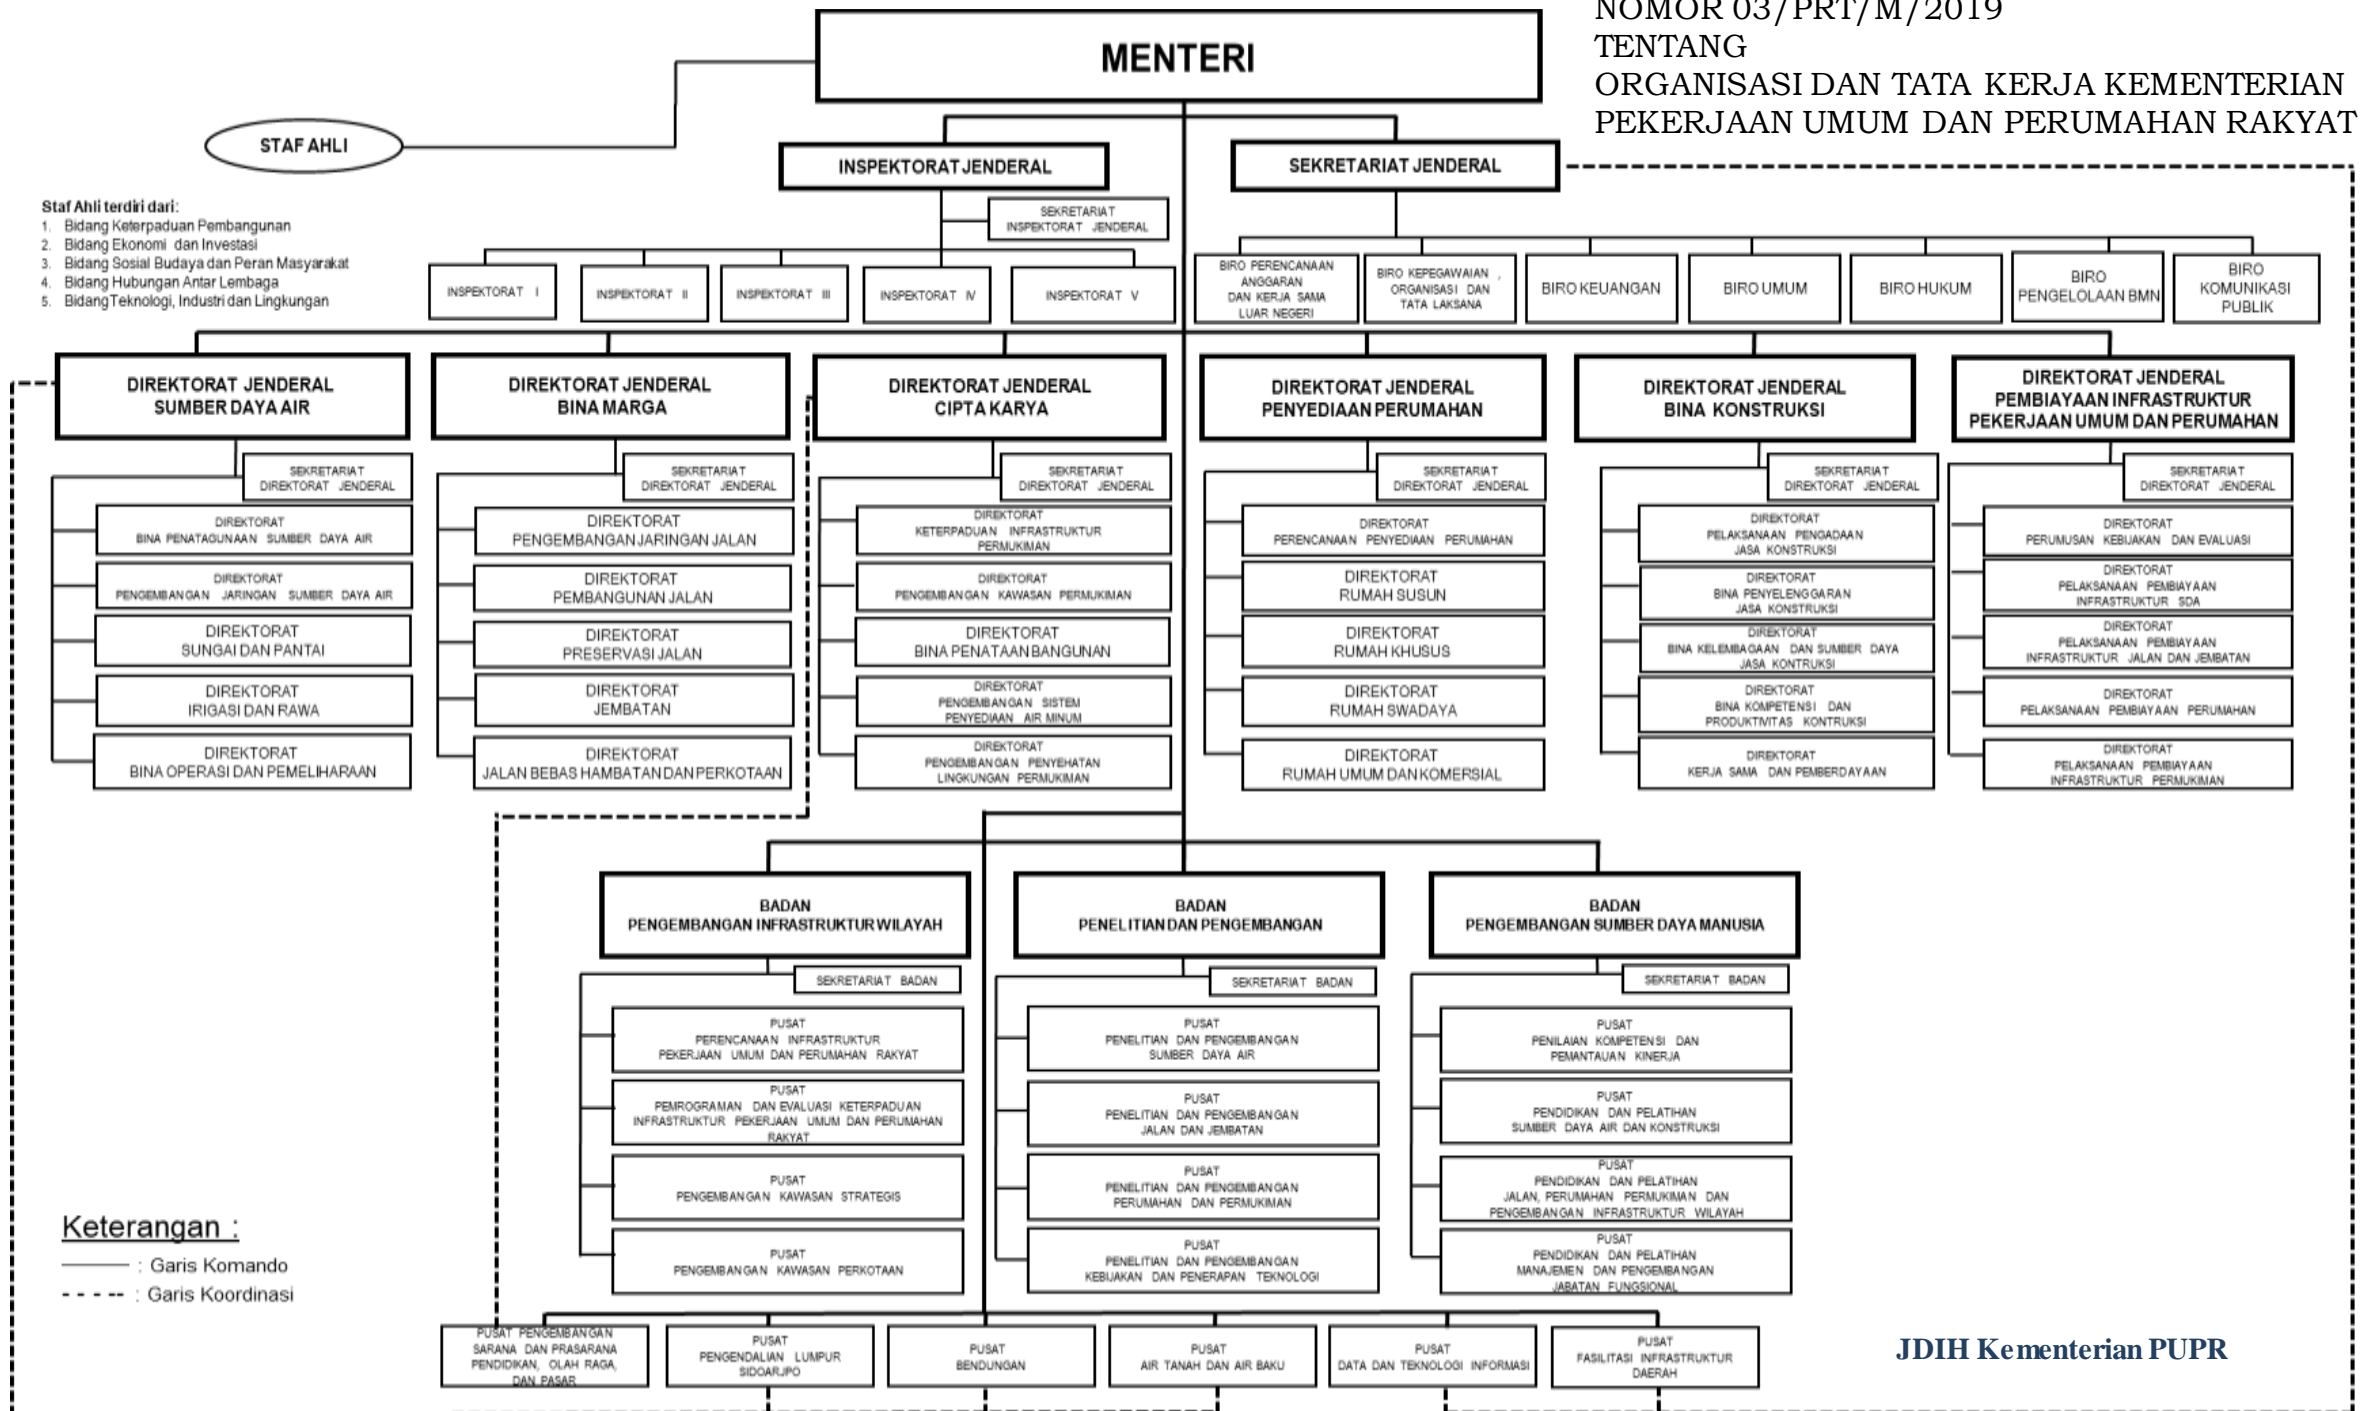 NOMOR 03/PRT/M/2019
TENTANG
ORGANISASI DAN TATA KERJA KEMENTERIAN
PEKERJAAN UMUM DAN PERUMAHAN RAKYAT
MENTERI
STAF AHLI
INSPEKTORAT JENDERAL
SEKRETARIAT JENDERAL
Staf Ahli terdiri dari:
1. Bidang Keterpaduan Pembangunan
2. Bidang Ekonomi dan Investasi
3. Bidang Sosial Budaya dan Peran Masyarakat
4. Bidang Hubungan Antar Lembaga
5. Bidang Teknologi, Industri dan Lingkungan
SEKRETARIAT
INSPEKTORAT JENDERAL
INSPEKTORAT I
INSPEKTORAT II
INSPEKTORAT III
INSPEKTORAT IV
INSPEKTORAT V
BIRO PERENCANAAN
ANGGARAN
DAN KERJA SAMA
LUAR NEGERI
BIRO KEPEGAWAIAN ,
ORGANISASI DAN
TATA LAKSANA
BIRO KEUANGAN
BIRO UMUM
BIRO HUKUM
BIRO
PENGELOLAAN BMN
BIRO
KOMUNIKASI
PUBLIK
DIREKTORAT JENDERAL
SUMBER DAYA AIR
SEKRETARIAT
DIREKTORAT JENDERAL
DIREKTORAT
BINA PENATAGUNAAN SUMBER DAYA AIR
DIREKTORAT
PENGEMBANGAN JARINGAN SUMBER DAYA AIR
DIREKTORAT
SUNGAI DAN PANTAI
DIREKTORAT
IRIGASI DAN RAWA
DIREKTORAT
BINA OPERASI DAN PEMELIHARAAN
DIREKTORAT JENDERAL
BINA MARGA
SEKRETARIAT
DIREKTORAT JENDERAL
DIREKTORAT
PENGEMBANGAN JARINGAN JALAN
DIREKTORAT
PEMBANGUNAN JALAN
DIREKTORAT
PRESERVASI JALAN
DIREKTORAT
JEMBATAN
DIREKTORAT
JALAN BEBAS HAMBATAN DAN PERKOTAAN
DIREKTORAT JENDERAL
CIPTA KARYA
SEKRETARIAT
DIREKTORAT JENDERAL
DIREKTORAT
KETERPADUAN INFRASTRUKTUR
PERMUKIMAN
DIREKTORAT
PENGEMBANGAN KAWASAN PERMUKIMAN
DIREKTORAT
BINA PENATAAN BANGUNAN
DIREKTORAT
PENGEMBANGAN SISTEM
PENYEDIAAN AIR MINUM
DIREKTORAT
PENGEMBANGAN PENYEHATAN
LINGKUNGAN PERMUKIMAN
DIREKTORAT JENDERAL
PENYEDIAAN PERUMAHAN
SEKRETARIAT
DIREKTORAT JENDERAL
DIREKTORAT
PERENCANAAN PENYEDIAAN PERUMAHAN
DIREKTORAT
RUMAH SUSUN
DIREKTORAT
RUMAH KHUSUS
DIREKTORAT
RUMAH SWADAYA
DIREKTORAT
RUMAH UMUM DAN KOMERSIAL
DIREKTORAT JENDERAL
BINA KONSTRUKSI
SEKRETARIAT
DIREKTORAT JENDERAL
DIREKTORAT
PELAKSANAAN PENGADAAN
JASA KONSTRUKSI
DIREKTORAT
BINA PENYELENGGARAN
JASA KONSTRUKSI
DIREKTORAT
BINA KELEMBAGAAN DAN SUMBER DAYA
JASA KONTRUKSI
DIREKTORAT
BINA KOMPETENSI DAN
PRODUKTIVITAS KONTRUKSI
DIREKTORAT
KERJA SAMA DAN PEMBERDAYAAN
DIREKTORAT JENDERAL
PEMBIAYAAN INFRASTRUKTUR
PEKERJAAN UMUM DAN PERUMAHAN
SEKRETARIAT
DIREKTORAT JENDERAL
DIREKTORAT
PERUMUSAN KEBIJAKAN DAN EVALUASI
DIREKTORAT
PELAKSANAAN PEMBIAYAAN
INFRASTRUKTUR SDA
DIREKTORAT
PELAKSANAAN PEMBIAYAAN
INFRASTRUKTUR JALAN DAN JEMBATAN
DIREKTORAT
PELAKSANAAN PEMBIAYAAN PERUMAHAN
DIREKTORAT
PELAKSANAAN PEMBIAYAAN
INFRASTRUKTUR PERMUKIMAN
BADAN
PENGEMBANGAN INFRASTRUKTUR WILAYAH
SEKRETARIAT BADAN
PUSAT
PERENCANAAN INFRASTRUKTUR
PEKERJAAN UMUM DAN PERUMAHAN RAKYAT
PUSAT
PEMROGRAMAN DAN EVALUASI KETERPADUAN
INFRASTRUKTUR PEKERJAAN UMUM DAN PERUMAHAN
RAKYAT
PUSAT
PENGEMBANGAN KAWASAN STRATEGIS
PUSAT
PENGEMBANGAN KAWASAN PERKOTAAN
BADAN
PENELITIAN DAN PENGEMBANGAN
SEKRETARIAT BADAN
PUSAT
PENELITIAN DAN PENGEMBANGAN
SUMBER DAYA AIR
PUSAT
PENELITIAN DAN PENGEMBANGAN
JALAN DAN JEMBATAN
PUSAT
PENELITIAN DAN PENGEMBANGAN
PERUMAHAN DAN PERMUKIMAN
PUSAT
PENELITIAN DAN PENGEMBANGAN
KEBIJAKAN DAN PENERAPAN TEKNOLOGI
BADAN
PENGEMBANGAN SUMBER DAYA MANUSIA
SEKRETARIAT BADAN
PUSAT
PENILAIAN KOMPETENSI DAN
PEMANTAUAN KINERJA
PUSAT
PENDIDIKAN DAN PELATIHAN
SUMBER DAYA AIR DAN KONSTRUKSI
PUSAT
PENDIDIKAN DAN PELATIHAN
JALAN, PERUMAHAN PERMUKIMAN DAN
PENGEMBANGAN INFRASTRUKTUR WILAYAH
PUSAT
PENDIDIKAN DAN PELATIHAN
MANAJEMEN DAN PENGEMBANGAN
JABATAN FUNGSIONAL
Keterangan :
: Garis Komando
: Garis Koordinasi
PUSAT PENGEMBANGAN
SARANA DAN PRASARANA
PENDIDIKAN, OLAH RAGA,
DAN PASAR
PUSAT
PENGENDALIAN LUMPUR
SIDOARJPO
PUSAT
BENDUNGAN
PUSAT
AIR TANAH DAN AIR BAKU
PUSAT
DATA DAN TEKNOLOGI INFORMASI
PUSAT
FASILITASI INFRASTRUKTUR
DAERAH
JDIH Kementerian PUPR